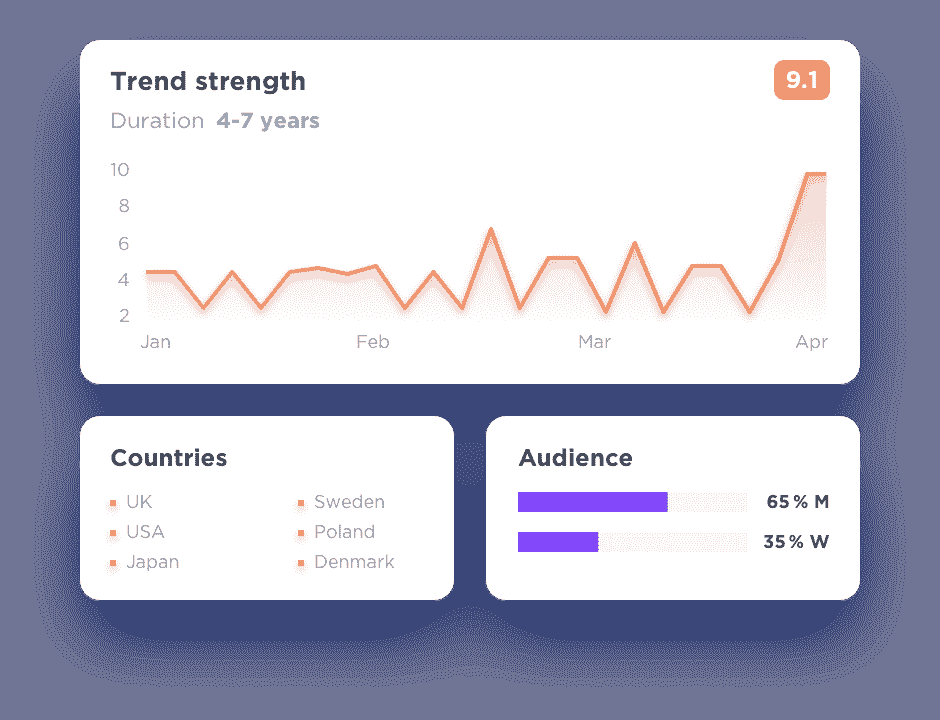 Trend strength
9.1
Duration 4-7 years
10
8
6
4
2
Jan Feb Mar Apr
Countries
UK
USA
Japan
Sweden
Poland
Denmark
Audience
65% M
35% W